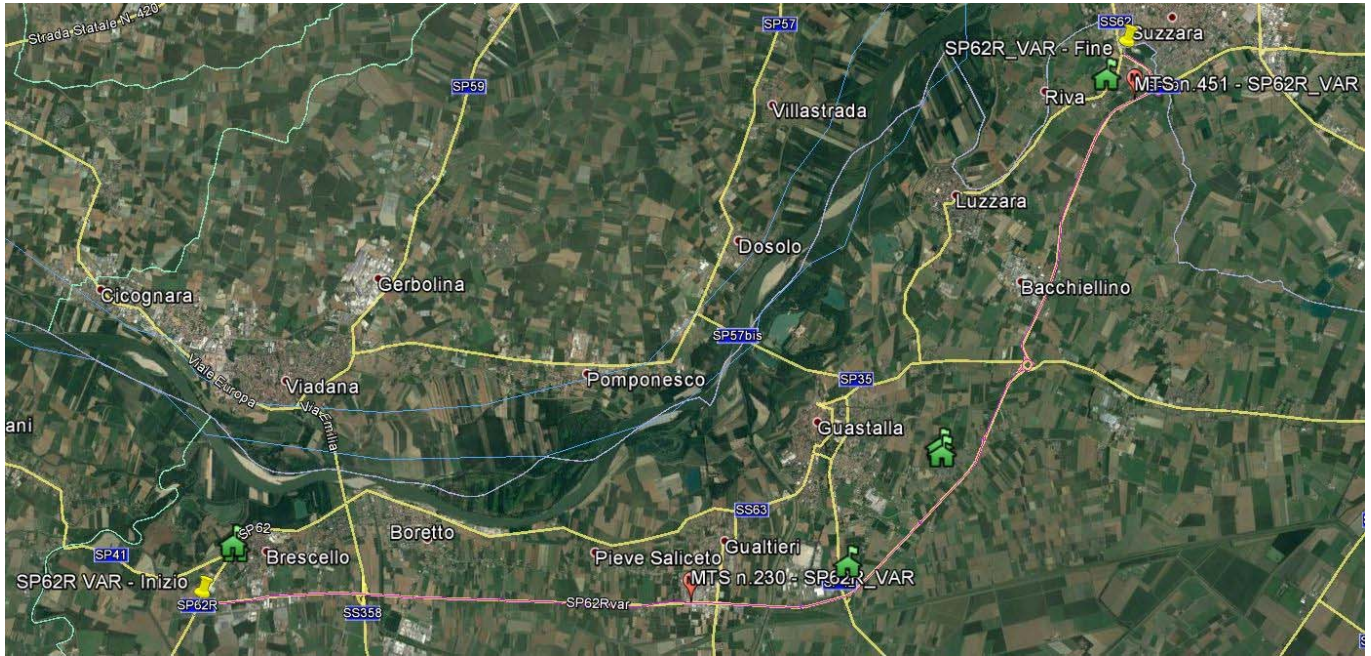 Strada Statale N. 420
SP57
SS62
Suzzara
SP62R_VAR - Fine
SP59
MTS n.451 - SP62R_VAR
Riva
Villastrada
Luzzara
Dosolo
Cicognara
Gerbolina
Bacchiellino
SP57bis
Viale Europa
Viadana
Pomponesco
SP35
Via Emilia
ani
Guastalla
SS63
SP62
Boretto
SP41
Brescello
Pieve Saliceto
Gualtieri
SP62R VAR - Inizio
MTS n.230 - SP62R_VAR
SP62R
SS358
SP62Rvar